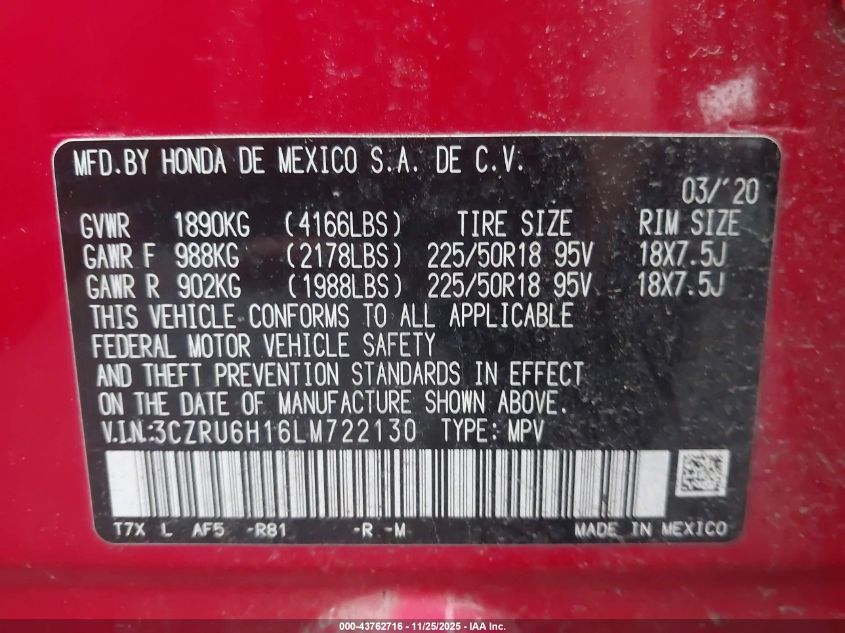 MFD.BY HONDA DE MEXICO S.A. DE C.V.
03/'20
GVWR 1890KG (4166LBS) TIRE SIZE RIM SIZE
GAWR F 988KG (2178LBS) 225/50R18 95V 18X7.5J
GAWR R 902KG (1988LBS) 225/50R18 95V 18X7.5J
THIS VEHICLE CONFORMS TO ALL APPLICABLE
FEDERAL MOTOR VEHICLE SAFETY
AND THEFT PREVENTION STANDARDS IN EFFECT
ON THE DATE OF MANUFACTURE SHOWN ABOVE.
V.I.N:3CZRU6H16LM722130 TYPE: MPV
T7X L AF5 -R81 -R -M MADE IN MEXICO
000-43762716 - 11/25/2025 - IAA Inc.